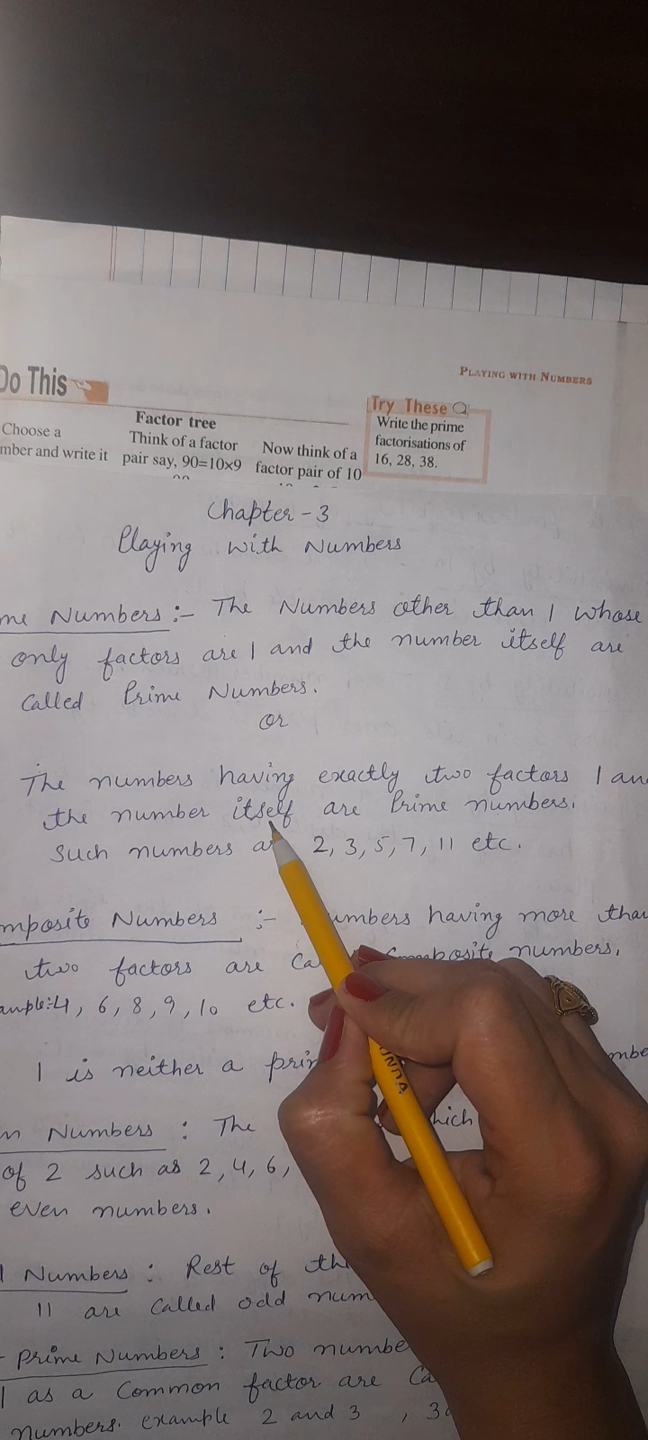 PLAYING WITH NUMBERS
Do This
Try These
Factor tree
Choose a
Think of a factor
Now think of a
Write the prime
mber and write it
pair say, 90=10×9
factor pair of 10
factorisations of
16, 28, 38.
Chapter - 3
Playing with Numbers
me Numbers :- The Numbers other than 1 whose
only factors are 1 and the number itself are
called Prime Numbers.
or
The numbers having exactly two factors 1 an
the number itself are Prime numbers.
Such numbers a 2, 3, 5, 7, 11 etc.
mposite Numbers :- umbers having more than
two factors are ca Composite numbers.
ample:- 4, 6, 8, 9, 10 etc.
1 is neither a prim mbe
n Numbers : The which
of 2 such as 2, 4, 6,
even numbers.
Numbers : Rest of th
11 are called odd num
- Prime Numbers : Two numbe
1 as a Common factor are Ca
numbers. example 2 and 3 , 3